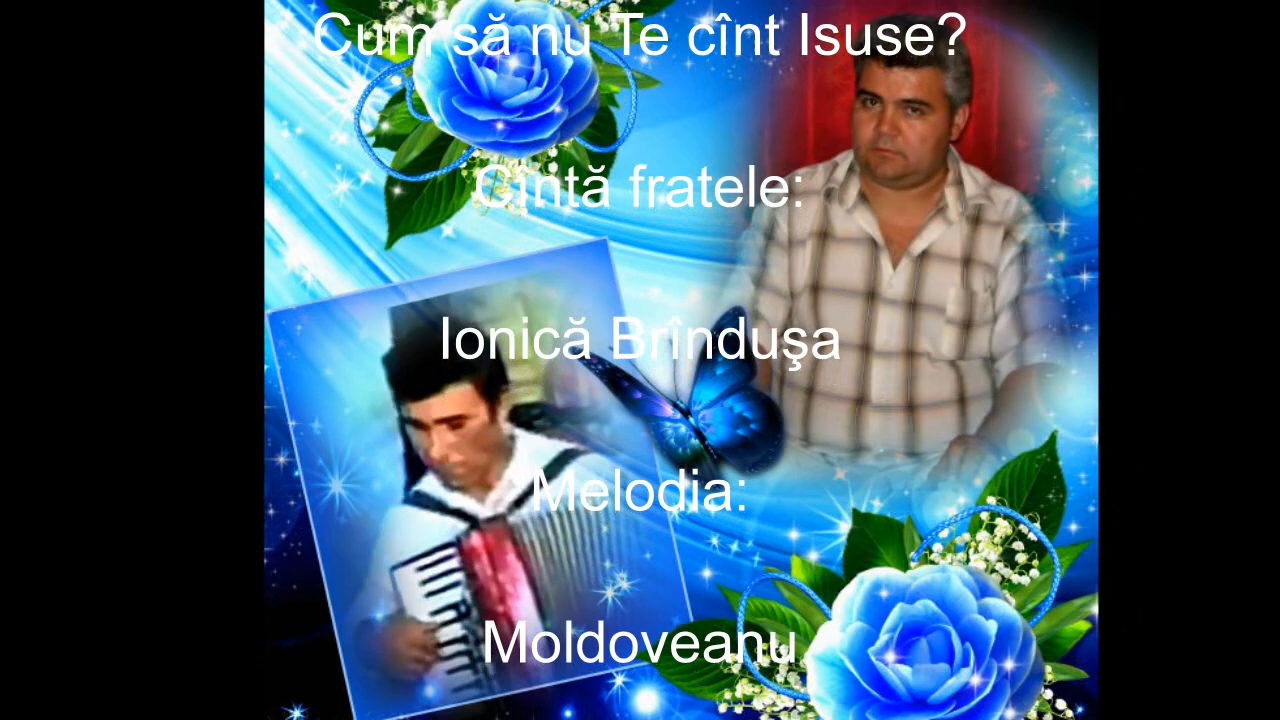 Cum să nu Te cînt Isuse?
Cîntă fratele:
Ionică Brînduşa
Melodia:
Moldoveanu